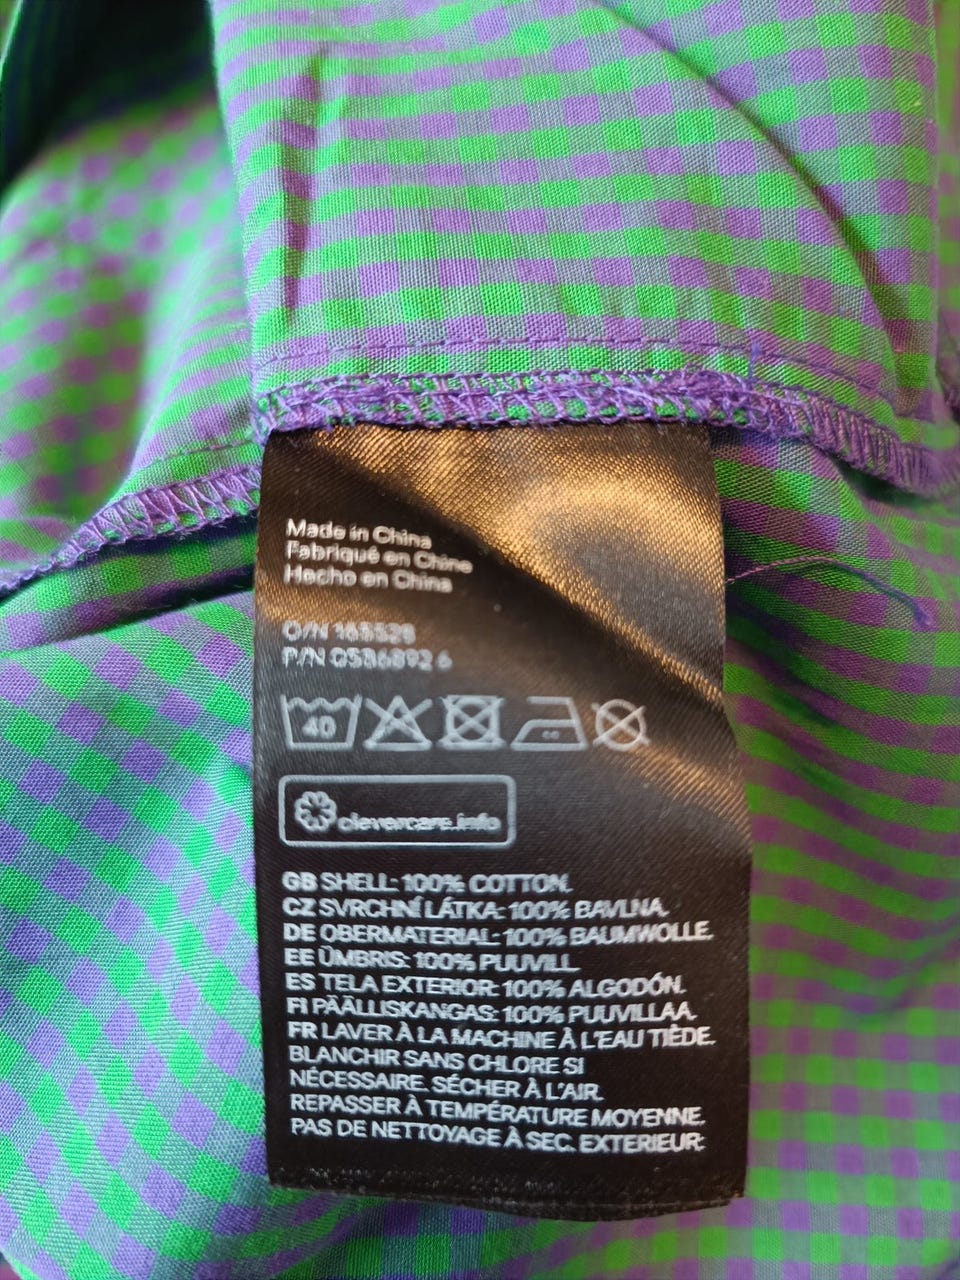 Made in China
Fabriqué en Chine
Hecho en China
O/N 165528
P/N 0586892 6
40
clevercare.info
GB SHELL: 100% COTTON.
CZ SVRCHNÍ LÁTKA: 100% BAVLNA.
DE OBERMATERIAL: 100% BAUMWOLLE.
EE ÜMBRIS: 100% PUUVILL.
ES TELA EXTERIOR: 100% ALGODÓN.
FI PÄÄLLISKANGAS: 100% PUUVILLAA.
FR LAVER À LA MACHINE À L'EAU TIÈDE.
BLANCHIR SANS CHLORE SI
NÉCESSAIRE. SÉCHER À L'AIR.
REPASSER À TEMPÉRATURE MOYENNE.
PAS DE NETTOYAGE À SEC. EXTERIEUR: